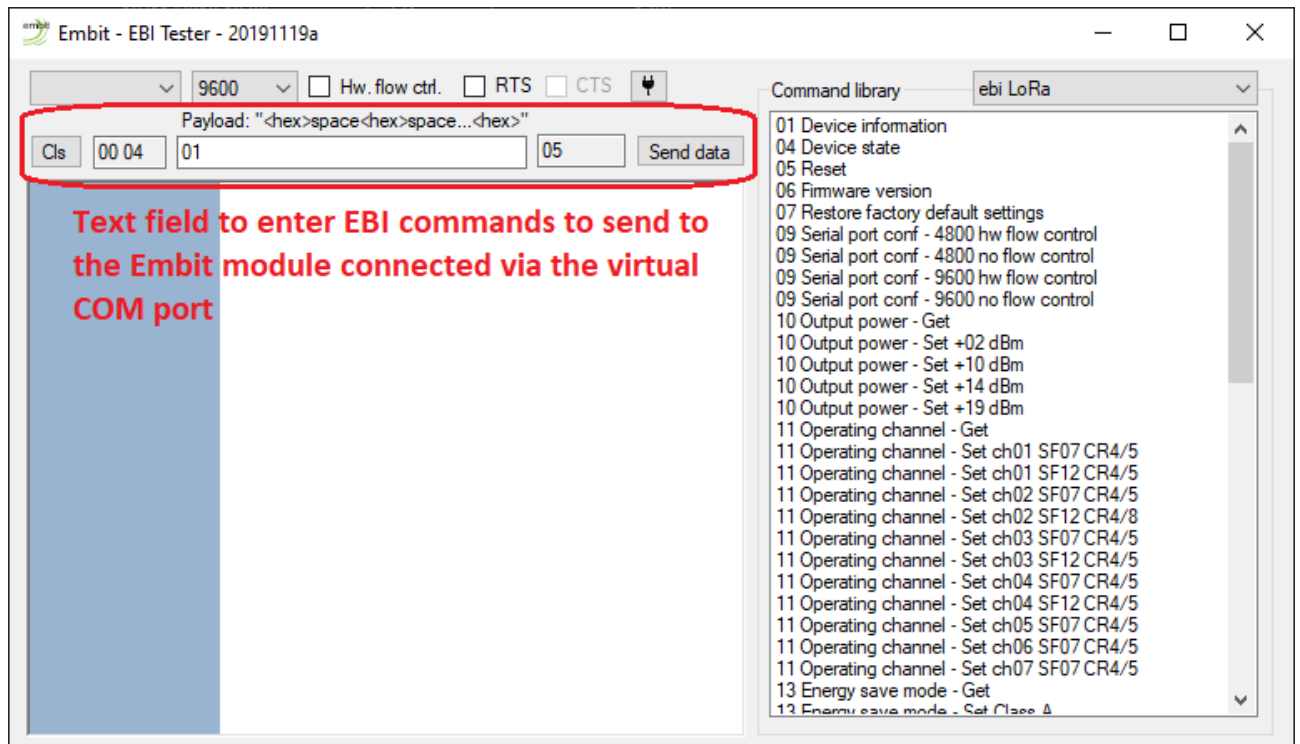 embit
Embit - EBI Tester - 20191119a
9600 Hw. flow ctrl. RTS CTS
Payload: "<hex>space<hex>space...<hex>"
Cls 00 04 01 05 Send data
Text field to enter EBI commands to send to
the Embit module connected via the virtual
COM port
Command library ebi LoRa
01 Device information
04 Device state
05 Reset
06 Firmware version
07 Restore factory default settings
09 Serial port conf - 4800 hw flow control
09 Serial port conf - 4800 no flow control
09 Serial port conf - 9600 hw flow control
09 Serial port conf - 9600 no flow control
10 Output power - Get
10 Output power - Set +02 dBm
10 Output power - Set +10 dBm
10 Output power - Set +14 dBm
10 Output power - Set +19 dBm
11 Operating channel - Get
11 Operating channel - Set ch01 SF07 CR4/5
11 Operating channel - Set ch01 SF12 CR4/5
11 Operating channel - Set ch02 SF07 CR4/5
11 Operating channel - Set ch02 SF12 CR4/8
11 Operating channel - Set ch03 SF07 CR4/5
11 Operating channel - Set ch03 SF12 CR4/5
11 Operating channel - Set ch04 SF07 CR4/5
11 Operating channel - Set ch04 SF12 CR4/5
11 Operating channel - Set ch05 SF07 CR4/5
11 Operating channel - Set ch06 SF07 CR4/5
11 Operating channel - Set ch07 SF07 CR4/5
13 Energy save mode - Get
13 Energy save mode - Set Class A